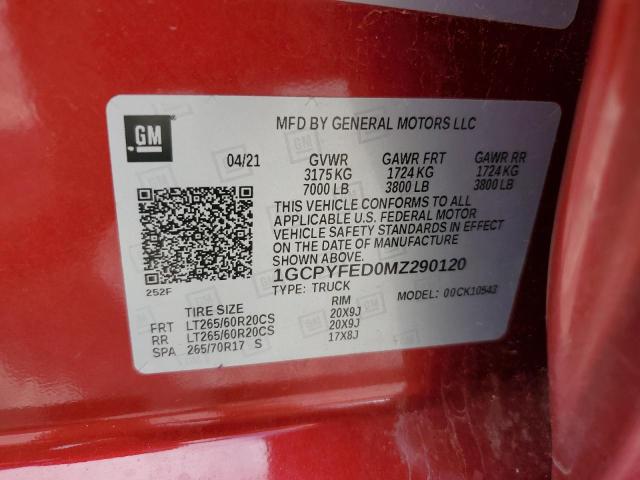 GM
MFD BY GENERAL MOTORS LLC
04/21 GVWR GAWR FRT GAWR RR
3175 KG 1724 KG 1724 KG
7000 LB 3800 LB 3800 LB
THIS VEHICLE CONFORMS TO ALL
APPLICABLE U.S. FEDERAL MOTOR
VEHICLE SAFETY STANDARDS IN EFFECT
ON THE DATE OF MANUFACTURE
SHOWN ABOVE.
1GCPYFED0MZ290120
252F TYPE: TRUCK MODEL: 00CK10543
TIRE SIZE RIM
FRT LT265/60R20CS 20X9J
RR LT265/60R20CS 20X9J
SPA 265/70R17 S 17X8J